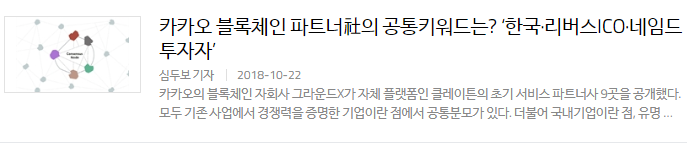 카카오 블록체인 파트너社의 공통키워드는? ‘한국·리버스ICO·네임드
투자자’
심두보 기자 | 2018-10-22
카카오의 블록체인 자회사 그라운드X가 자체 플랫폼인 클레이튼의 초기 서비스 파트너사 9곳을 공개했다.
모두 기존 사업에서 경쟁력을 증명한 기업이란 점에서 공통분모가 있다. 더불어 국내기업이란 점, 유명 ...